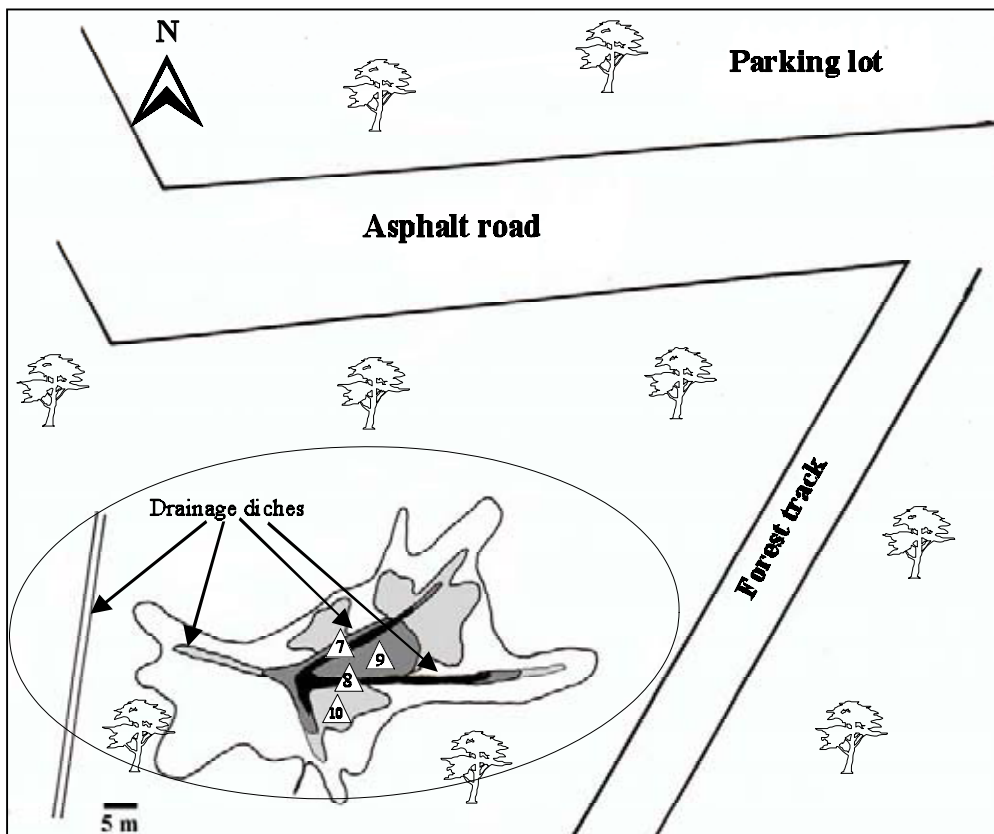 N
Parking lot
Asphalt road
Forest track
Drainage diches
7
9
8
10
5 m